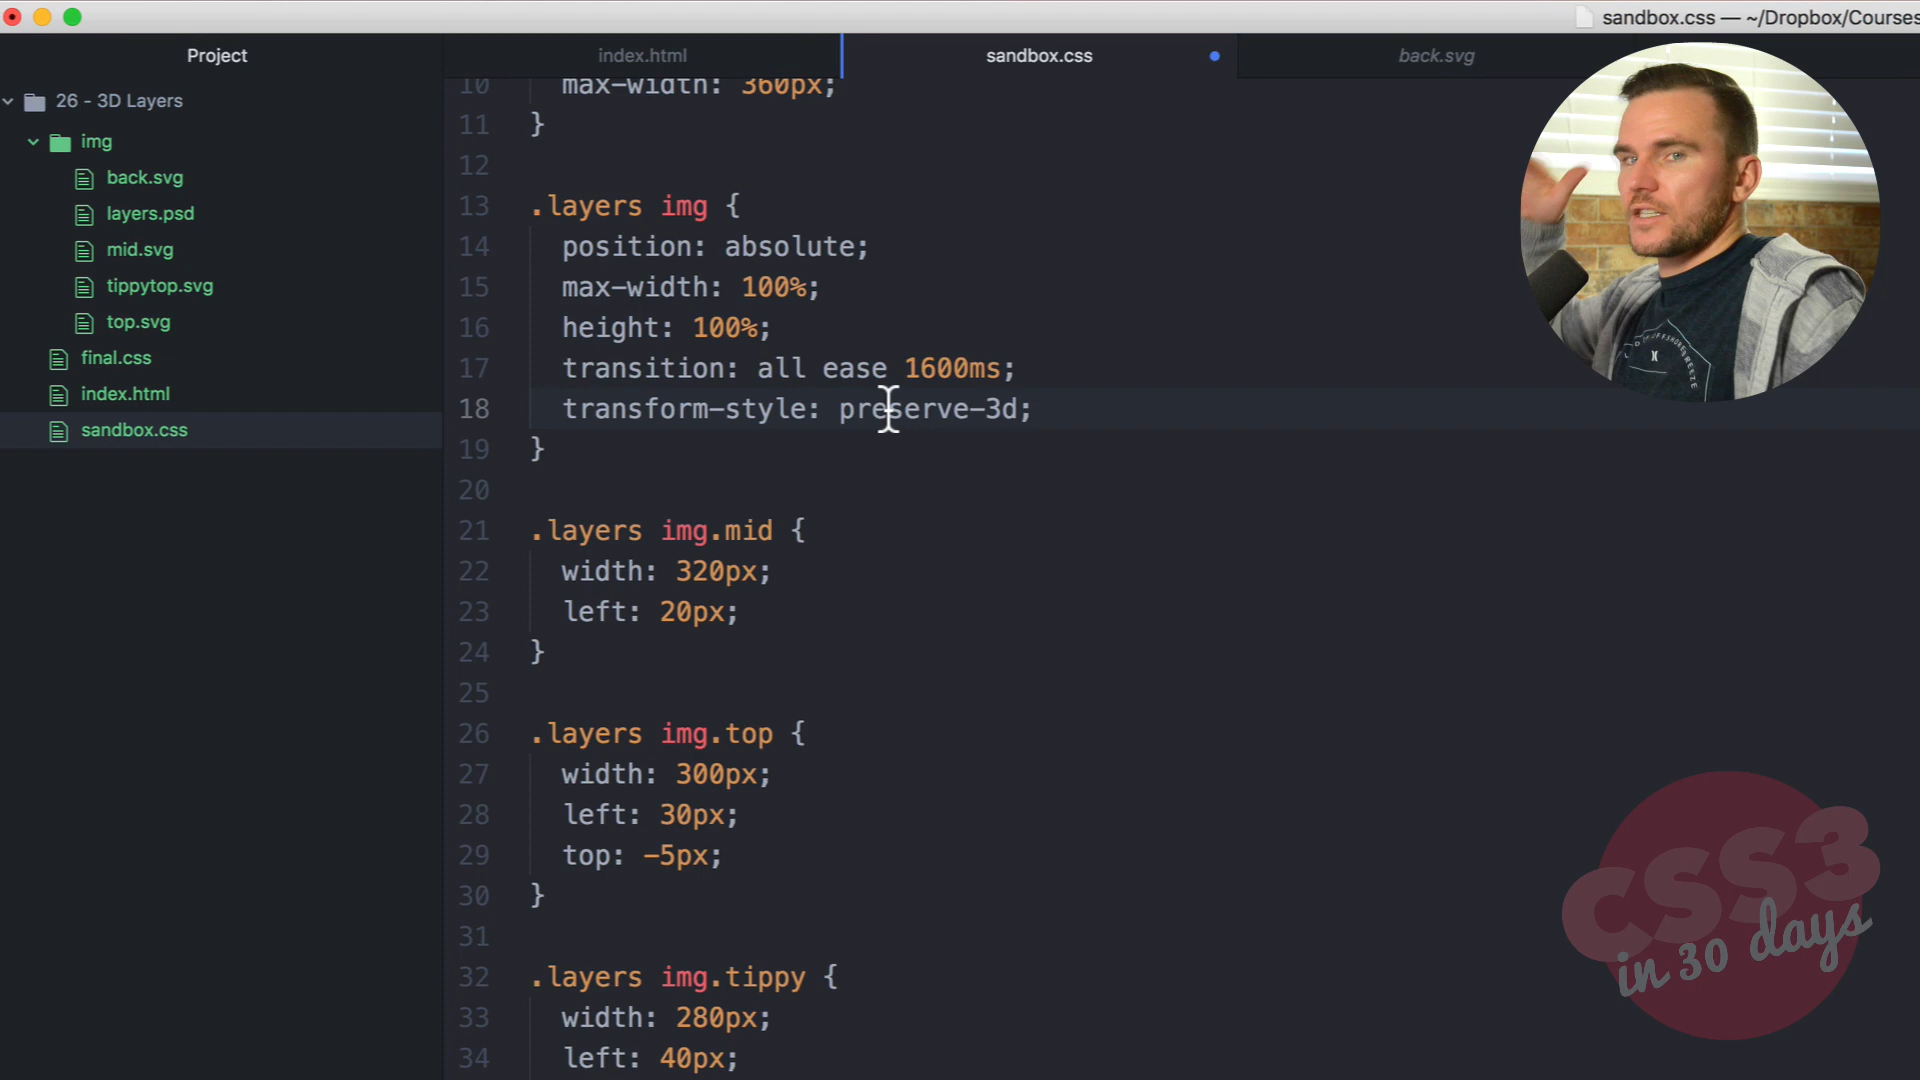 sandbox.css — ~/Dropbox/Courses
Project
index.html
sandbox.css
back.svg
26 - 3D Layers
img
back.svg
layers.psd
mid.svg
tippytop.svg
top.svg
final.css
index.html
sandbox.css
10 max-width: 360px;
11 }
12
13 .layers img {
14 position: absolute;
15 max-width: 100%;
16 height: 100%;
17 transition: all ease 1600ms;
18 transform-style: preserve-3d;
19 }
20
21 .layers img.mid {
22 width: 320px;
23 left: 20px;
24 }
25
26 .layers img.top {
27 width: 300px;
28 left: 30px;
29 top: -5px;
30 }
31
32 .layers img.tippy {
33 width: 280px;
34 left: 40px;
CSS3
in 30 days